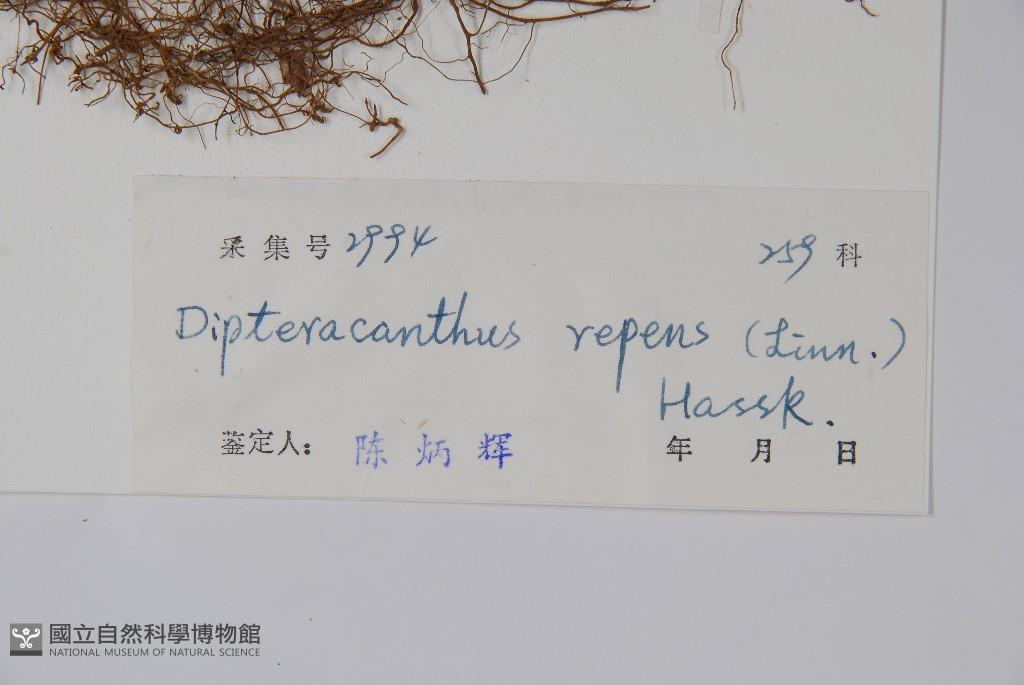 采集号 2994 259 科
Dipteracanthus repens (Linn.)
Hassk.
鉴定人: 陈炳辉 年 月 日
國立自然科學博物館
NATIONAL MUSEUM OF NATURAL SCIENCE